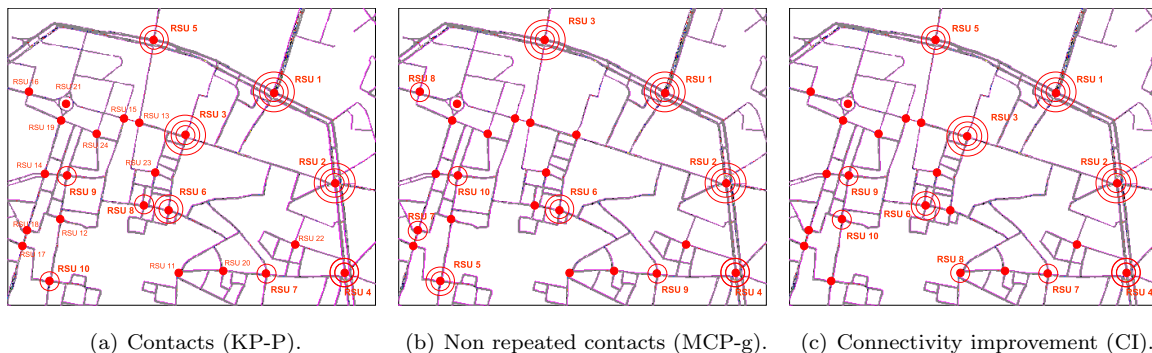 RSU 5
RSU 1
RSU 16
RSU 21
RSU 15
RSU 13
RSU 3
RSU 19
RSU 24
RSU 14
RSU 23
RSU 2
RSU 9
RSU 8
RSU 6
RSU 18
RSU 12
RSU 22
RSU 17
RSU 11
RSU 20
RSU 10
RSU 7
RSU 4
(a) Contacts (KP-P).
RSU 3
RSU 8
RSU 1
RSU 2
RSU 10
RSU 6
RSU 7
RSU 5
RSU 9
RSU 4
(b) Non repeated contacts (MCP-g).
RSU 5
RSU 1
RSU 3
RSU 2
RSU 9
RSU 6
RSU 10
RSU 8
RSU 7
RSU 4
(c) Connectivity improvement (CI).